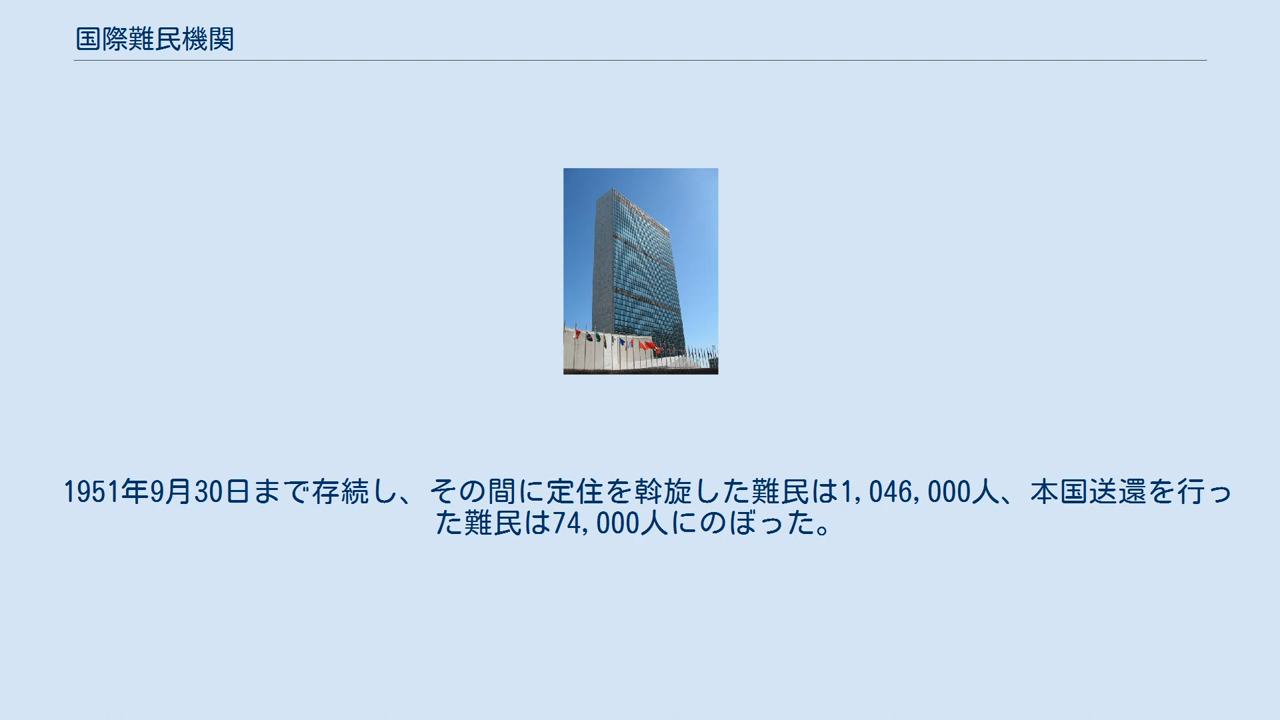 国際難民機関
1951年9月30日まで存続し、その間に定住を斡旋した難民は1,046,000人、本国送還を行っ
た難民は74,000人にのぼった。